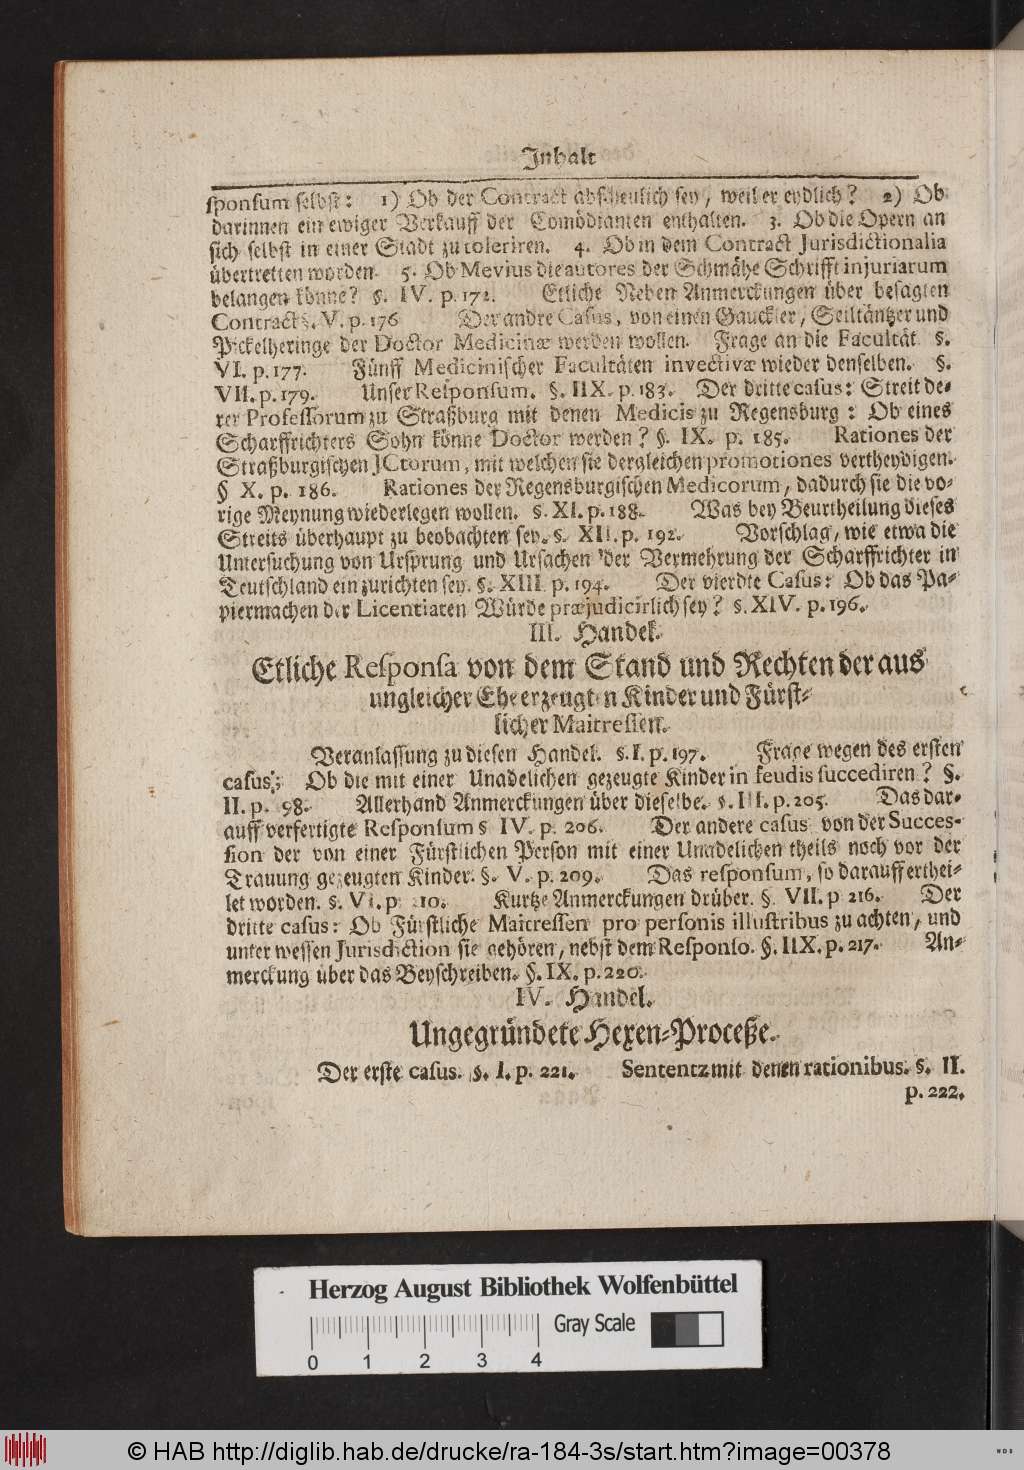 Inhalt
sponsum selbst: 1) Ob der Contract abscheulich sey, weil er eydlich? 2) Ob
darinnen ein ewiger Verkauff der Comödianten enthalten. 3. Ob die Opern an
sich selbst in einer Stadt zu toleriren. 4. Ob in dem Contract Jurisdictionalia
übertretten worden. 5. Ob Mevius die autores der Schmähe Schrifft injuriarum
belangen könne? §. IV. p. 172. Etliche Neben Anmerckungen über besagten
Contract §. V. p. 176 Der andre Casus, von einen Gauckler, Seiltäntzer und
Pickelheringe der Doctor Medicinæ werden wollen. Frage an die Facultät §.
VI. p. 177. Fünff Medicinischer Facultäten invectivæ wieder denselben. §.
VII. p. 179. Unser Responsum. §. IIX. p. 183. Der dritte casus: Streit de-
rer Professorum zu Straßburg mit denen Medicis zu Regensburg: Ob eines
Scharffrichters Sohn könne Doctor werden? §. IX. p. 185. Rationes der
Straßburgischen JCtorum, mit welchen sie dergleichen promotiones vertheydigen.
§ X. p. 186. Rationes der Regensburgischen Medicorum, dadurch sie die vo-
rige Meynung wiederlegen wollen. §. XI. p. 188. Was bey Beurtheilung dieses
Streits überhaupt zu beobachten sey. §. XII. p. 192. Vorschlag, wie etwa die
Untersuchung von Ursprung und Ursachen der Vermehrung der Scharffrichter in
Teutschland einzurichten sey. §. XIII. p. 194. Der vierdte Casus: Ob das Pa-
piermachen der Licentiaten Würde præjudicirlich sey? §. XIV. p. 196.
III. Handel.
Etliche Responsa von dem Stand und Rechten der aus
ungleicher Ehe erzeugten Kinder und Fürst-
licher Maitressen.
Veranlassung zu diesen Handel. §. I. p. 197. Frage wegen des ersten
casus; Ob die mit einer Unadelichen gezeugte Kinder in feudis succediren? §.
II. p. 98. Allerhand Anmerckungen über dieselbe. §. III. p. 205. Das dar-
auff verfertigte Responsum § IV. p. 206. Der andere casus von der Succes-
sion der von einer Fürstlichen Person mit einer Unadelichen theils noch vor der
Trauung gezeugten Kinder. §. V. p. 209. Das responsum, so darauff erthei-
let worden. §. VI. p. 210. Kurtze Anmerckungen drüber. §. VII. p 216. Der
dritte casus: Ob Fürstliche Maitressen pro personis illustribus zu achten, und
unter wessen Jurisdiction sie gehören, nebst dem Responso. §. IIX. p. 217. An-
merckung über das Beyschreiben. §. IX. p. 220.
IV. Handel.
Ungegründete Hexen-Proceße.
Der erste casus. §. I. p. 221. Sententz mit denen rationibus. §. II.
p. 222.
Herzog August Bibliothek Wolfenbüttel
Gray Scale
0 1 2 3 4
© HAB http://diglib.hab.de/drucke/ra-184-3s/start.htm?image=00378
WDB